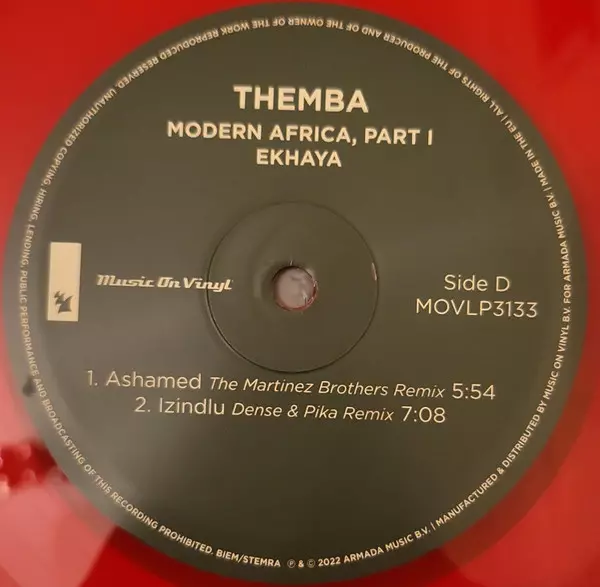 THEMBA
MODERN AFRICA, PART I
EKHAYA
Music On Vinyl
Side D
MOVLP3133
1. Ashamed The Martinez Brothers Remix 5:54
2. Izindlu Dense & Pika Remix 7:08
ALL RIGHTS OF THE PRODUCER AND OF THE OWNER OF THE WORK REPRODUCED RESERVED. UNAUTHORIZED COPYING, HIRING, LENDING, PUBLIC PERFORMANCE AND BROADCASTING OF THIS RECORDING PROHIBITED. BIEM/STEMRA ℗ & © 2022 ARMADA MUSIC B.V. | MANUFACTURED & DISTRIBUTED BY MUSIC ON VINYL B.V. FOR ARMADA MUSIC B.V. | MADE IN THE EU |